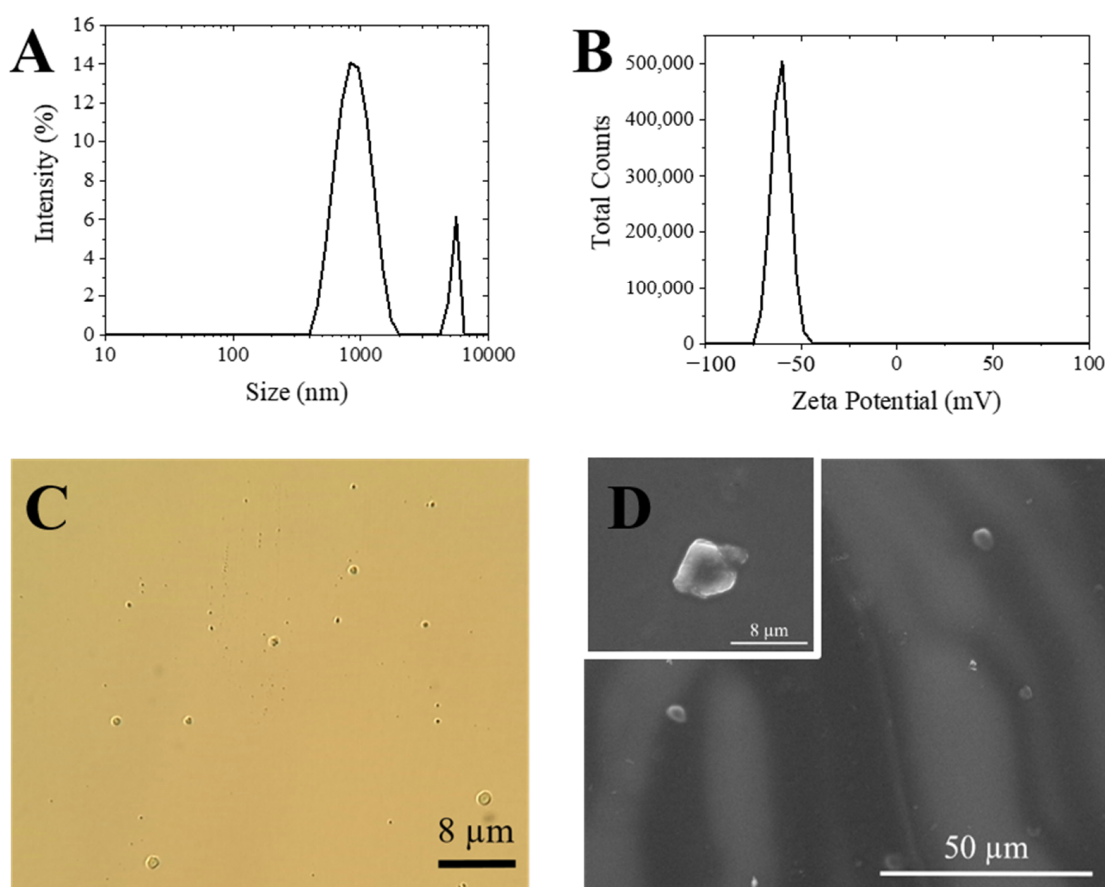 A
16
14
12
10
8
6
4
2
0
Intensity (%)
10
100
1000
10000
Size (nm)
B
500,000
400,000
300,000
200,000
100,000
0
Total Counts
−100
−50
0
50
100
Zeta Potential (mV)
C
8 µm
D
8 µm
50 µm